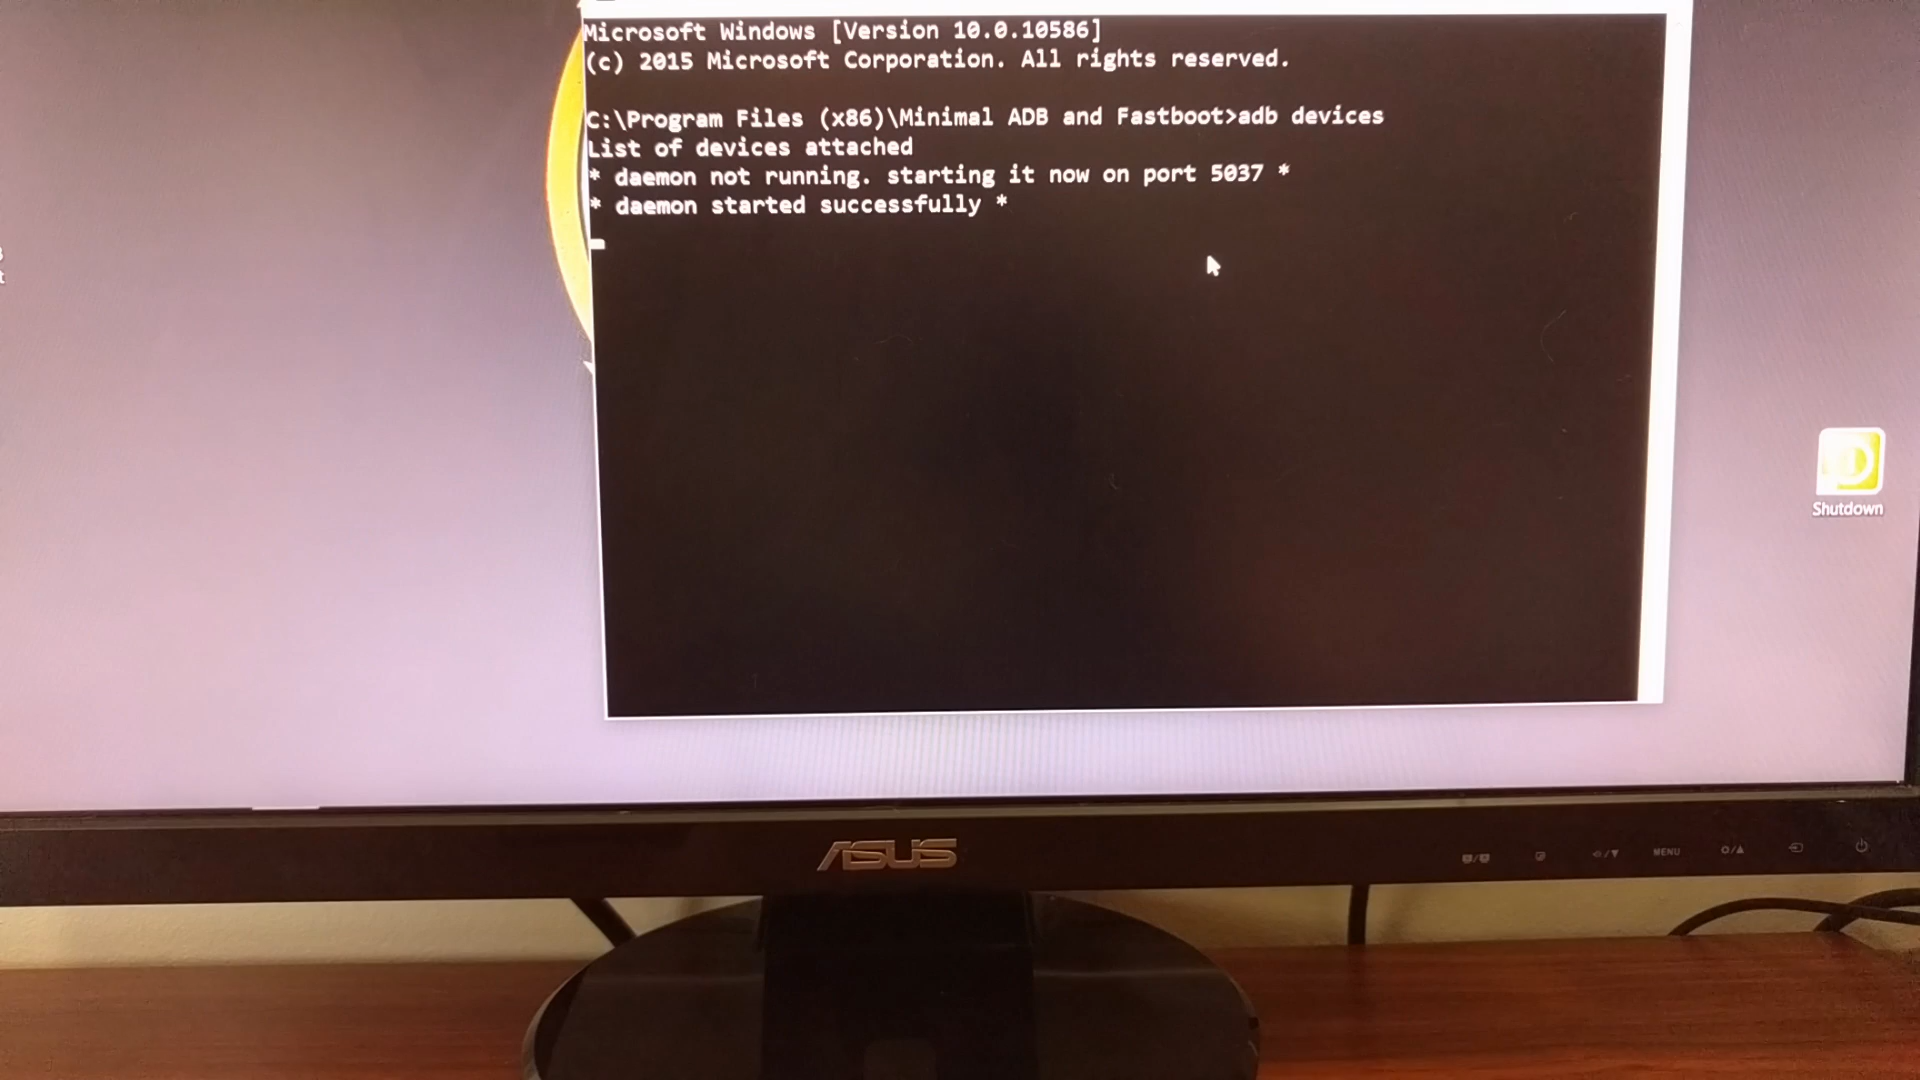 Microsoft Windows [Version 10.0.10586]
(c) 2015 Microsoft Corporation. All rights reserved.
C:\Program Files (x86)\Minimal ADB and Fastboot>adb devices
List of devices attached
* daemon not running. starting it now on port 5037 *
* daemon started successfully *
Shutdown
ASUS
MENU